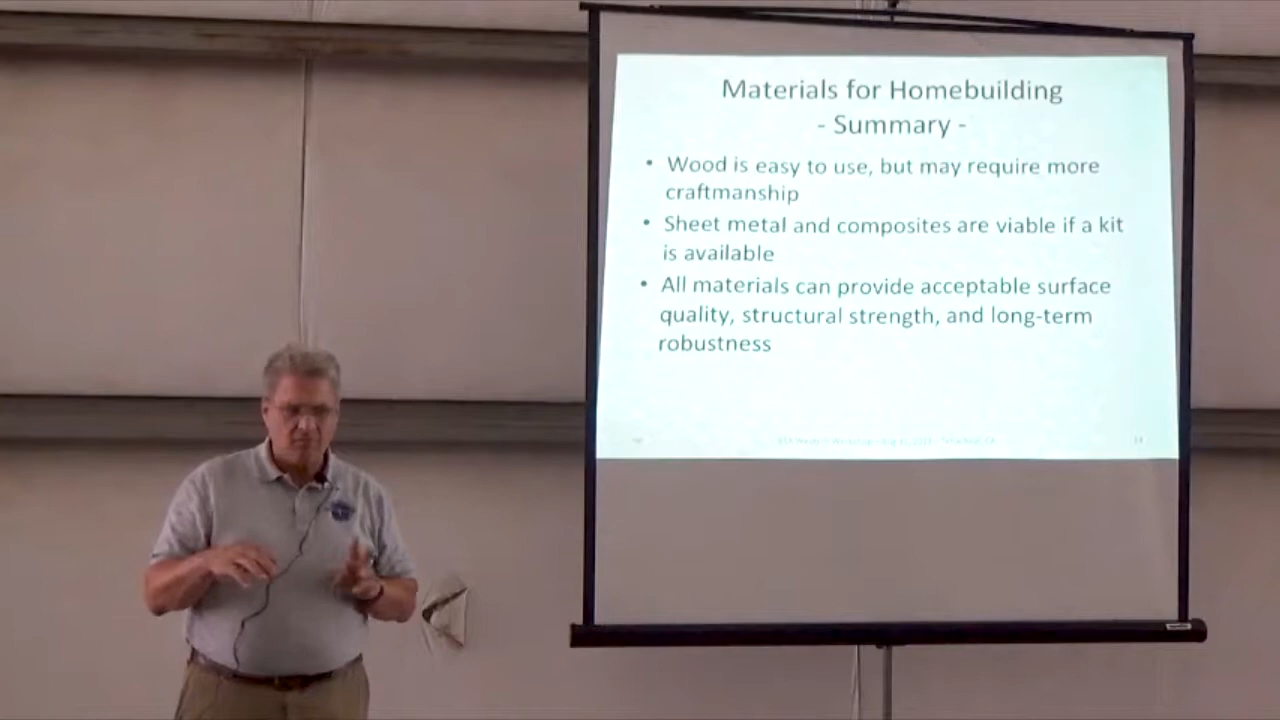 Materials for Homebuilding
- Summary -
• Wood is easy to use, but may require more
craftmanship
• Sheet metal and composites are viable if a kit
is available
• All materials can provide acceptable surface
quality, structural strength, and long-term
robustness